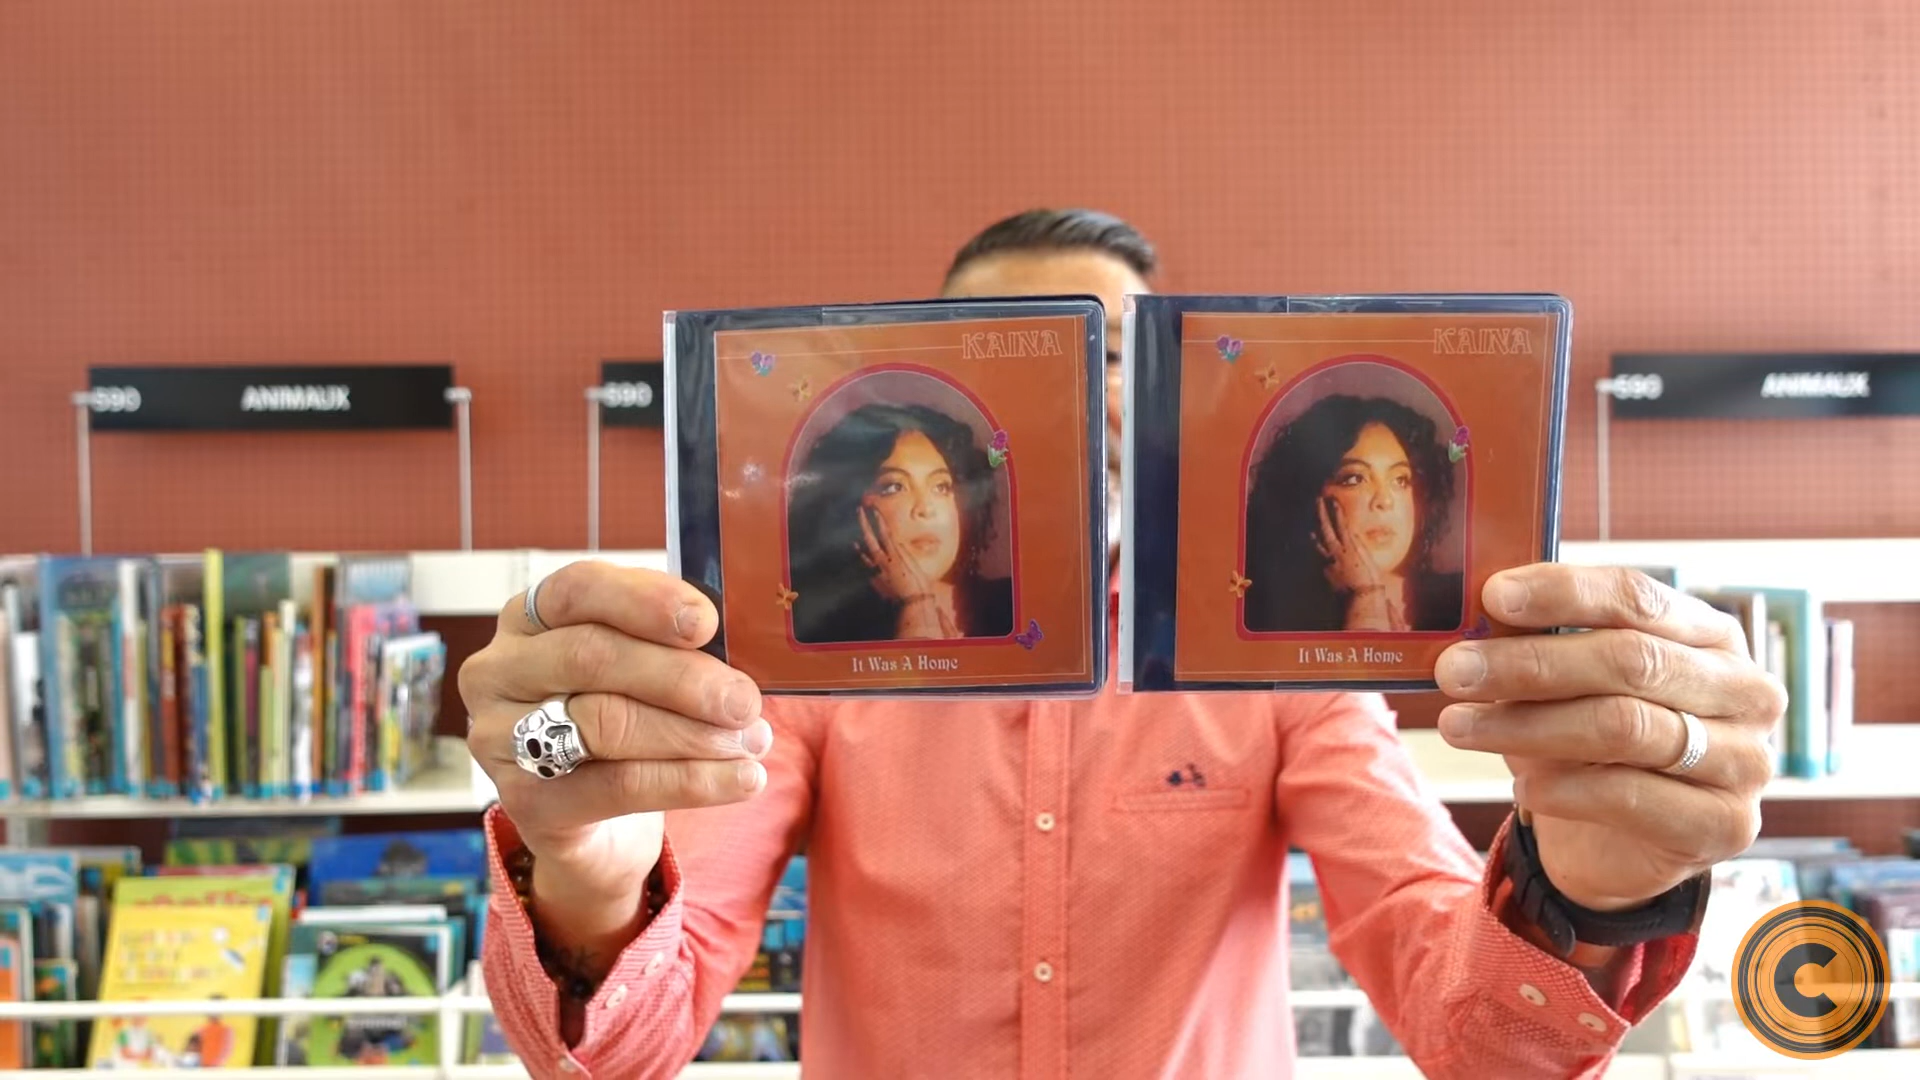 KAINA
KAINA
590 ANIMAUX
590
590 ANIMAUX
It Was A Home
It Was A Home
C